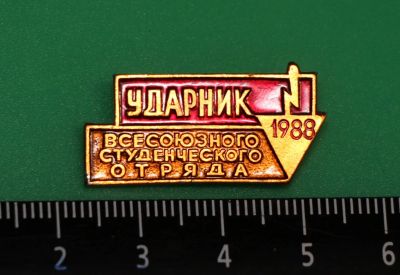 УДАРНИК
1988
ВСЕСОЮЗНОГО
СТУДЕНЧЕСКОГО
ОТРЯДА
2 3 4 5 6